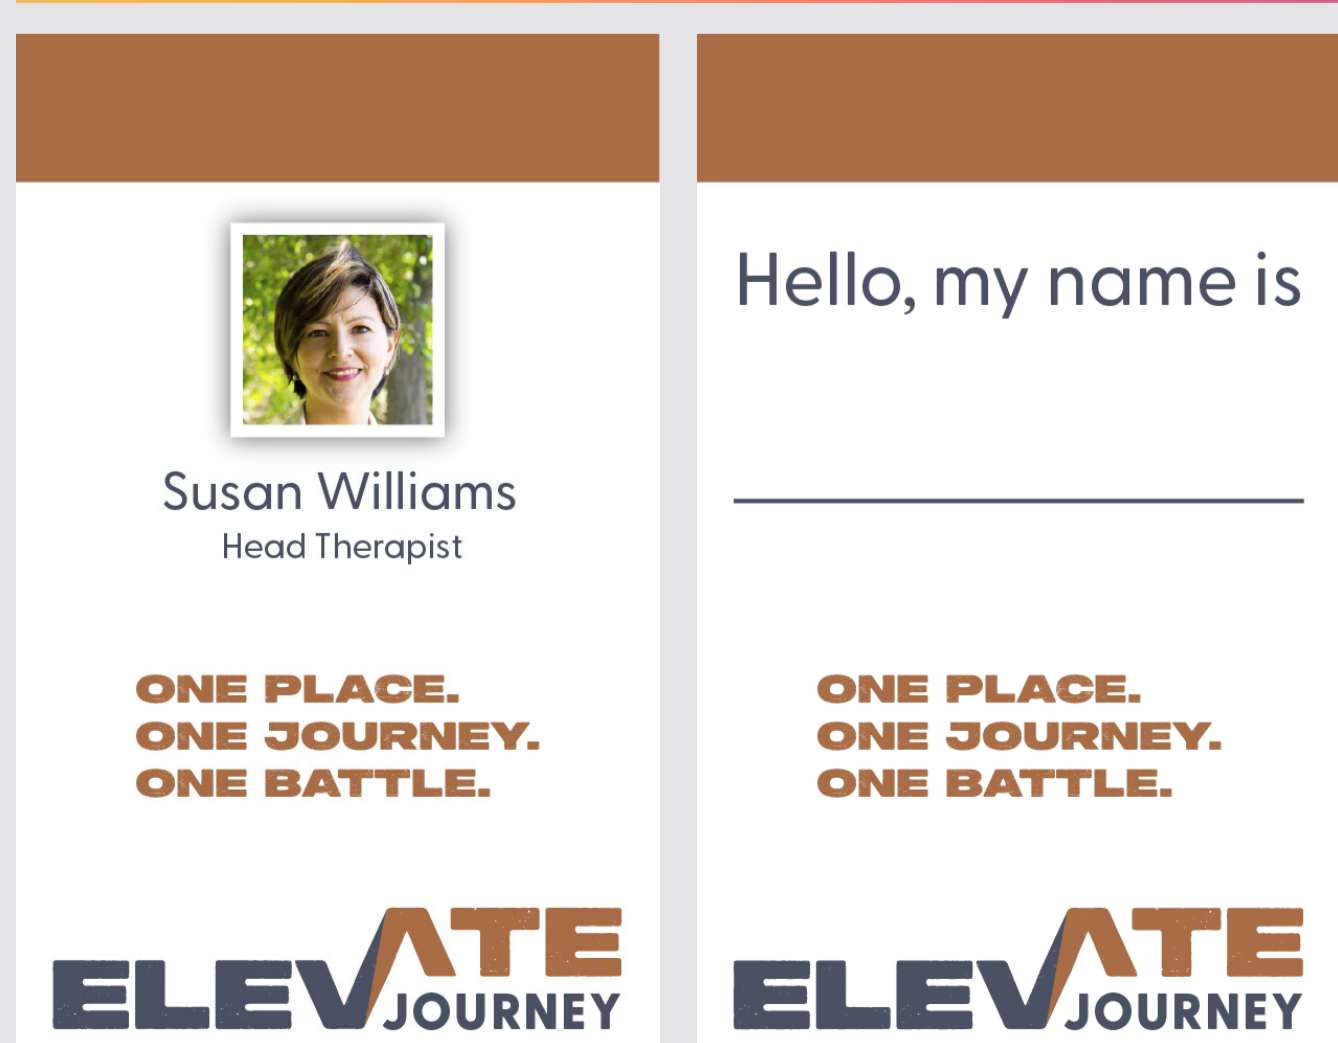 Susan Williams
Head Therapist
ONE PLACE.
ONE JOURNEY.
ONE BATTLE.
ELEVATE
JOURNEY
Hello, my name is
ONE PLACE.
ONE JOURNEY.
ONE BATTLE.
ELEVATE
JOURNEY